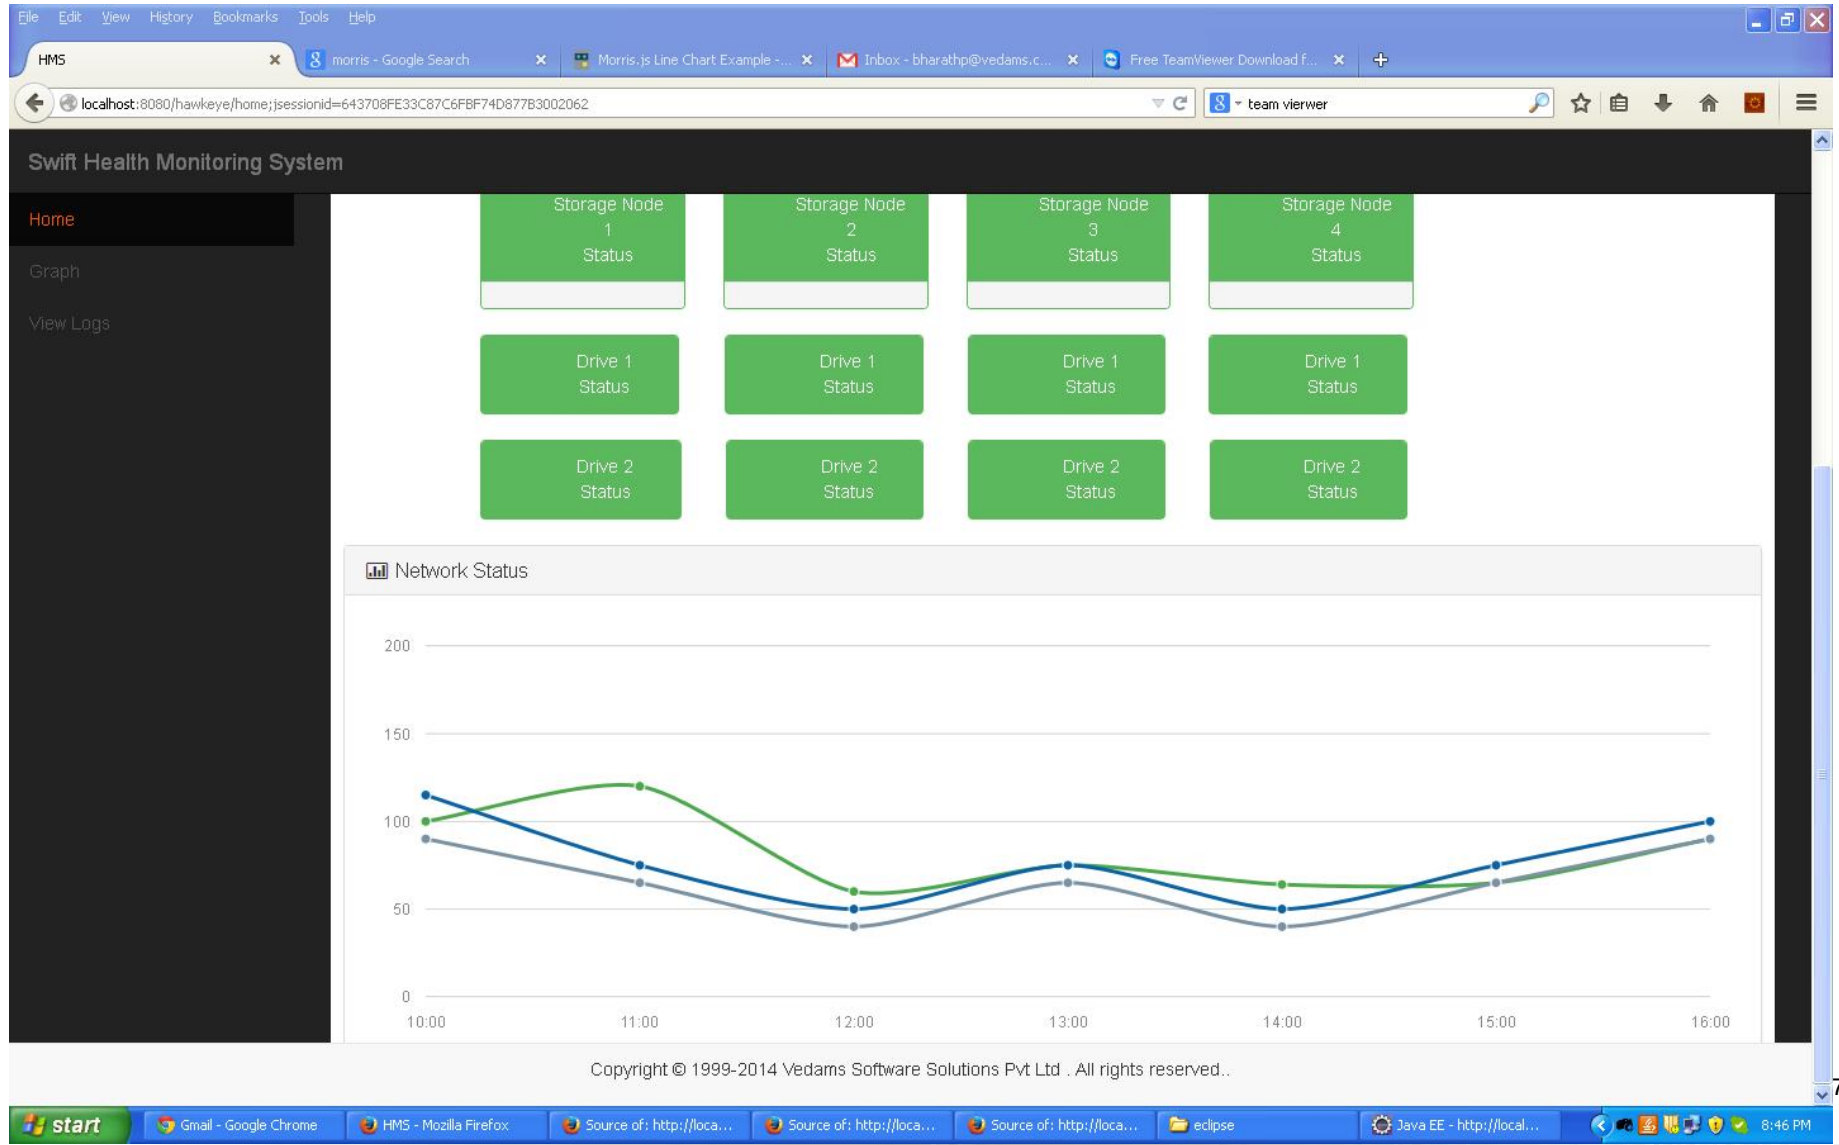 File Edit View History Bookmarks Tools Help
HMS
morris - Google Search
Morris.js Line Chart Example -...
Inbox - bharathp@vedams.c...
Free TeamViewer Download f...
localhost:8080/hawkeye/home;jsessionid=643708FE33C87C6FBF74D877B3002062
team vierwer
Swift Health Monitoring System
Home
Graph
View Logs
Storage Node
1
Status
Storage Node
2
Status
Storage Node
3
Status
Storage Node
4
Status
Drive 1
Status
Drive 1
Status
Drive 1
Status
Drive 1
Status
Drive 2
Status
Drive 2
Status
Drive 2
Status
Drive 2
Status
Network Status
200
150
100
50
0
10:00 11:00 12:00 13:00 14:00 15:00 16:00
Copyright © 1999-2014 Vedams Software Solutions Pvt Ltd . All rights reserved..
start
Gmail - Google Chrome
HMS - Mozilla Firefox
Source of: http://loca...
Source of: http://loca...
Source of: http://loca...
eclipse
Java EE - http://local...
8:46 PM